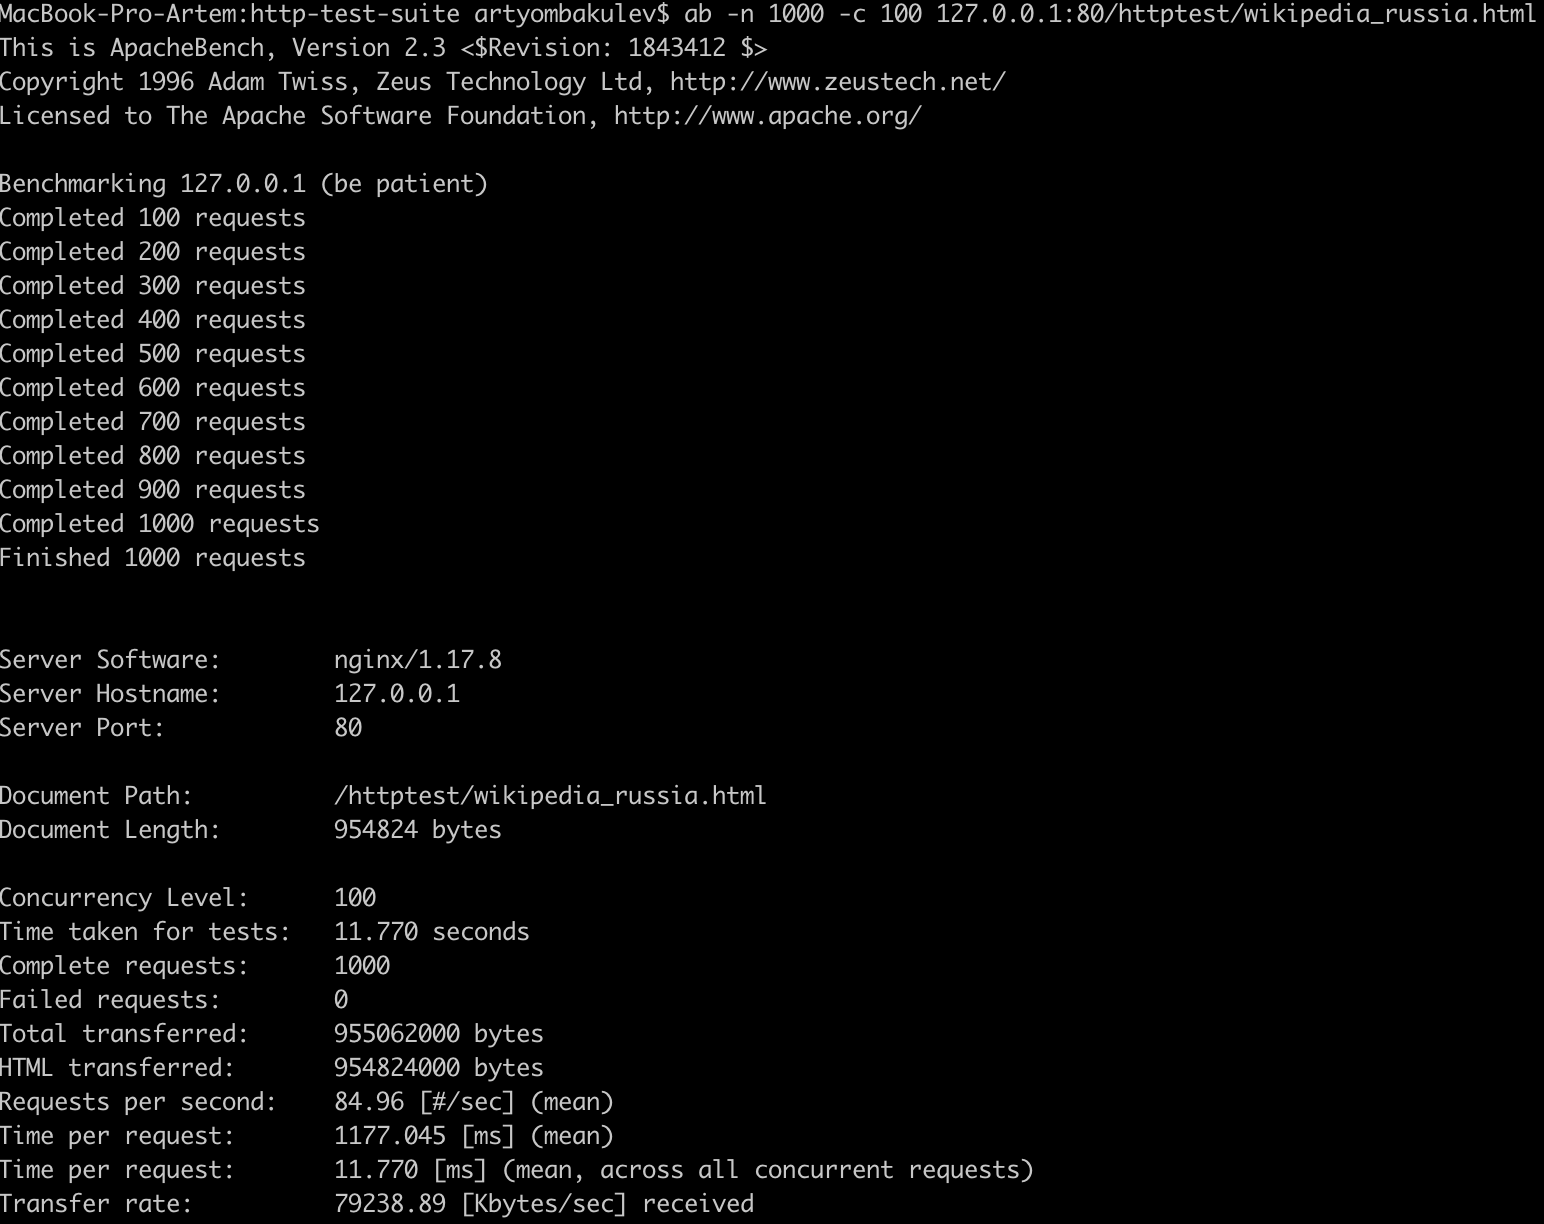 MacBook-Pro-Artem:http-test-suite artyombakulev$ ab -n 1000 -c 100 127.0.0.1:80/httptest/wikipedia_russia.html
This is ApacheBench, Version 2.3 <$Revision: 1843412 $>
Copyright 1996 Adam Twiss, Zeus Technology Ltd, http://www.zeustech.net/
Licensed to The Apache Software Foundation, http://www.apache.org/

Benchmarking 127.0.0.1 (be patient)
Completed 100 requests
Completed 200 requests
Completed 300 requests
Completed 400 requests
Completed 500 requests
Completed 600 requests
Completed 700 requests
Completed 800 requests
Completed 900 requests
Completed 1000 requests
Finished 1000 requests


Server Software:        nginx/1.17.8
Server Hostname:        127.0.0.1
Server Port:            80

Document Path:          /httptest/wikipedia_russia.html
Document Length:        954824 bytes

Concurrency Level:      100
Time taken for tests:   11.770 seconds
Complete requests:      1000
Failed requests:        0
Total transferred:      955062000 bytes
HTML transferred:       954824000 bytes
Requests per second:    84.96 [#/sec] (mean)
Time per request:       1177.045 [ms] (mean)
Time per request:       11.770 [ms] (mean, across all concurrent requests)
Transfer rate:          79238.89 [Kbytes/sec] received